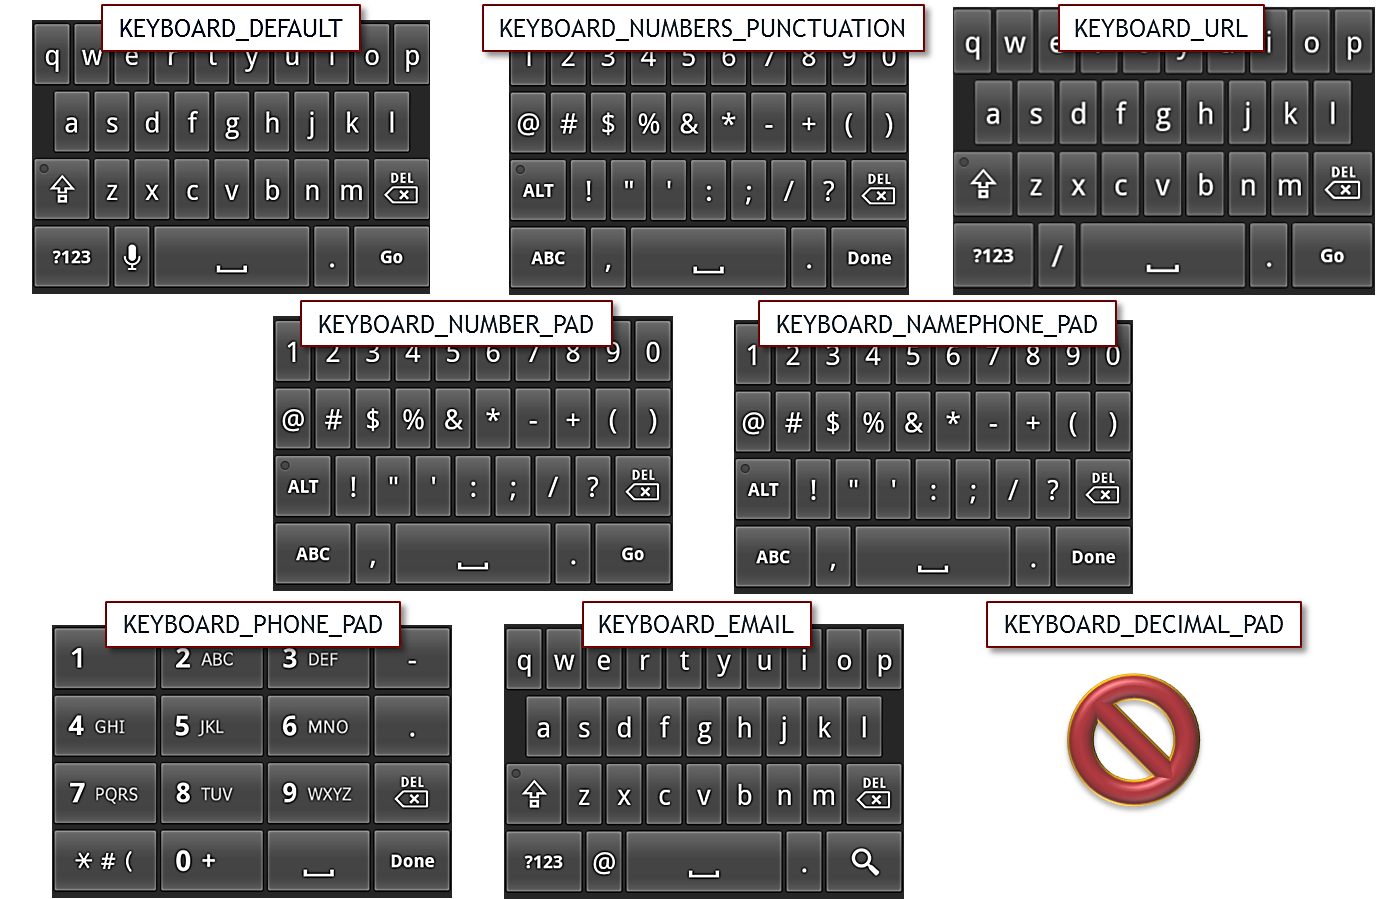 KEYBOARD_DEFAULT
q w e r t y u i o p
a s d f g h j k l
z x c v b n m DEL
?123 . Go
KEYBOARD_NUMBERS_PUNCTUATION
1 2 3 4 5 6 7 8 9 0
@ # $ % & * - + ( )
ALT ! " ' : ; / ? DEL
ABC , . Done
KEYBOARD_URL
q w e y i o p
a s d f g h j k l
z x c v b n m DEL
?123 / . Go
KEYBOARD_NUMBER_PAD
1 2 3 4 5 6 7 8 9 0
@ # $ % & * - + ( )
ALT ! " ' : ; / ? DEL
ABC , . Go
KEYBOARD_NAMEPHONE_PAD
1 2 3 4 5 6 7 8 9 0
@ # $ % & * - + ( )
ALT ! " ' : ; / ? DEL
ABC , . Done
KEYBOARD_PHONE_PAD
1 2 ABC 3 DEF -
4 GHI 5 JKL 6 MNO .
7 PQRS 8 TUV 9 WXYZ DEL
* # ( 0 + Done
KEYBOARD_EMAIL
q w e r t y u i o p
a s d f g h j k l
z x c v b n m DEL
?123 @ .
KEYBOARD_DECIMAL_PAD